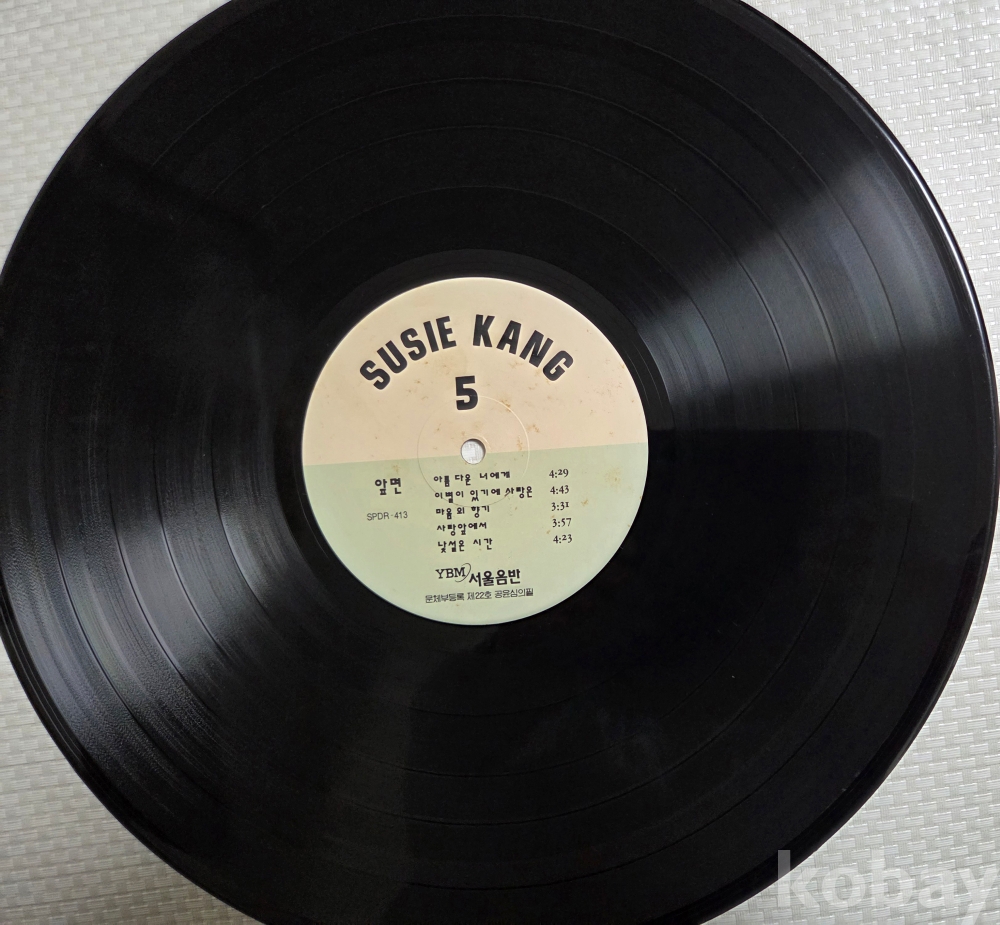 SUSIE KANG
5
앞면
SPDR-413
아름다운 너에게 4:29
이별이 있기에 사랑은 4:43
마음의 향기 3:31
사랑앞에서 3:57
낯설은 시간 4:23
YBM 서울음반
문체부등록 제22호 공윤심의필
kobay